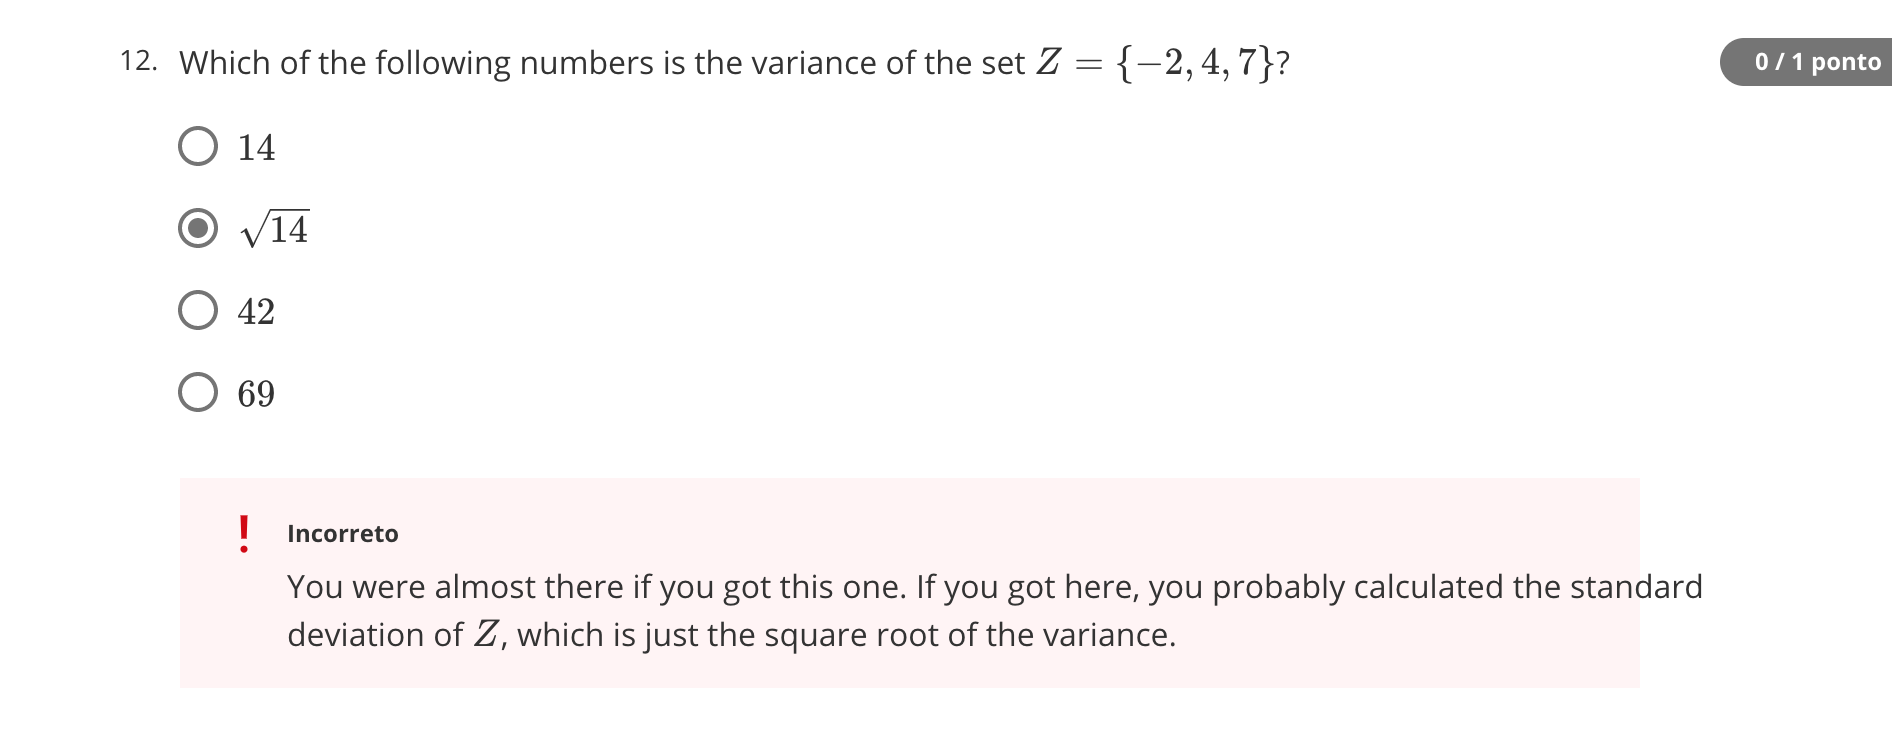 12. Which of the following numbers is the variance of the set Z = {−2, 4, 7}?
0 / 1 ponto
14
√14
42
69
! Incorreto
You were almost there if you got this one. If you got here, you probably calculated the standard
deviation of Z, which is just the square root of the variance.